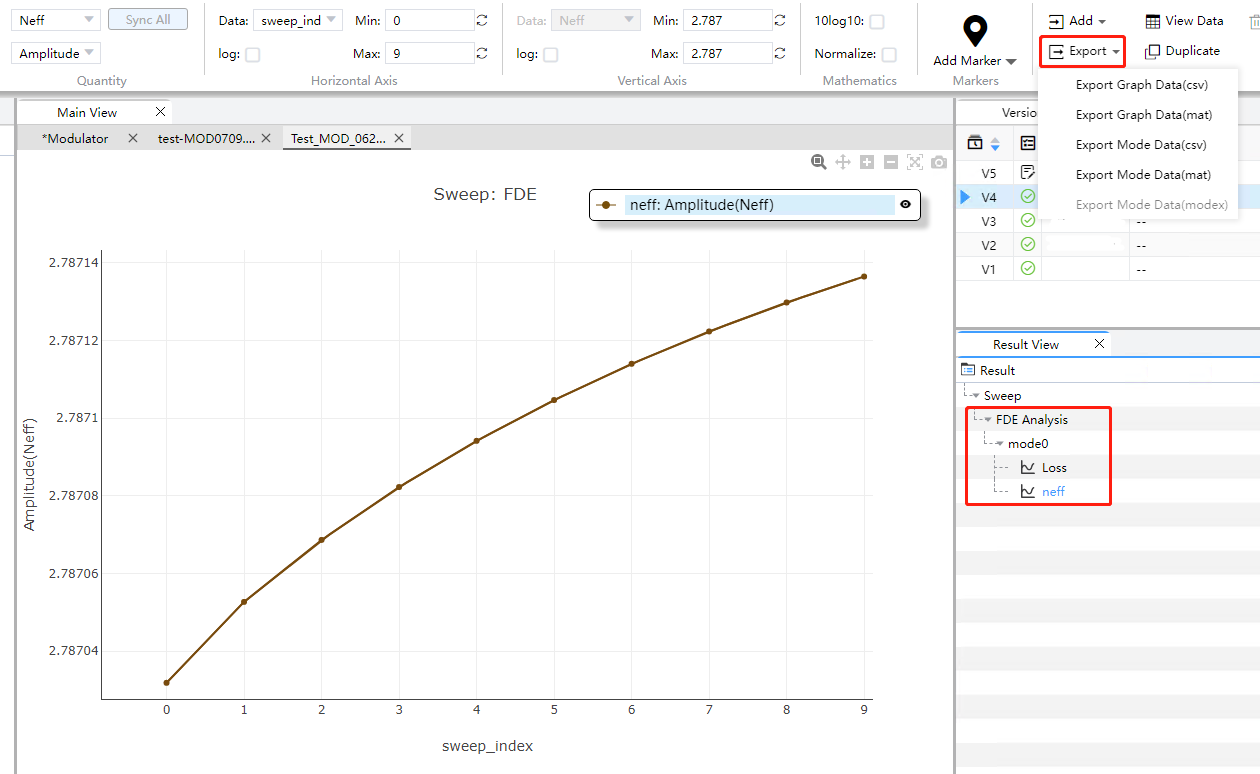 Neff
Sync All
Amplitude
Quantity
Data: sweep_ind
Min: 0
log:
Max: 9
Horizontal Axis
Data: Neff
Min: 2.787
log:
Max: 2.787
Vertical Axis
10log10:
Normalize:
Mathematics
Add Marker
Markers
Add
View Data
Export
Duplicate
Export Graph Data(csv)
Export Graph Data(mat)
Export Mode Data(csv)
Export Mode Data(mat)
Export Mode Data(modex)
Main View
*Modulator
test-MOD0709....
Test_MOD_062...
Sweep: FDE
neff: Amplitude(Neff)
2.78714
2.78712
2.7871
2.78708
2.78706
2.78704
Amplitude(Neff)
0 1 2 3 4 5 6 7 8 9
sweep_index
Versio
V5
V4
V3 --
V2 --
V1 --
Result View
Result
Sweep
FDE Analysis
mode0
Loss
neff